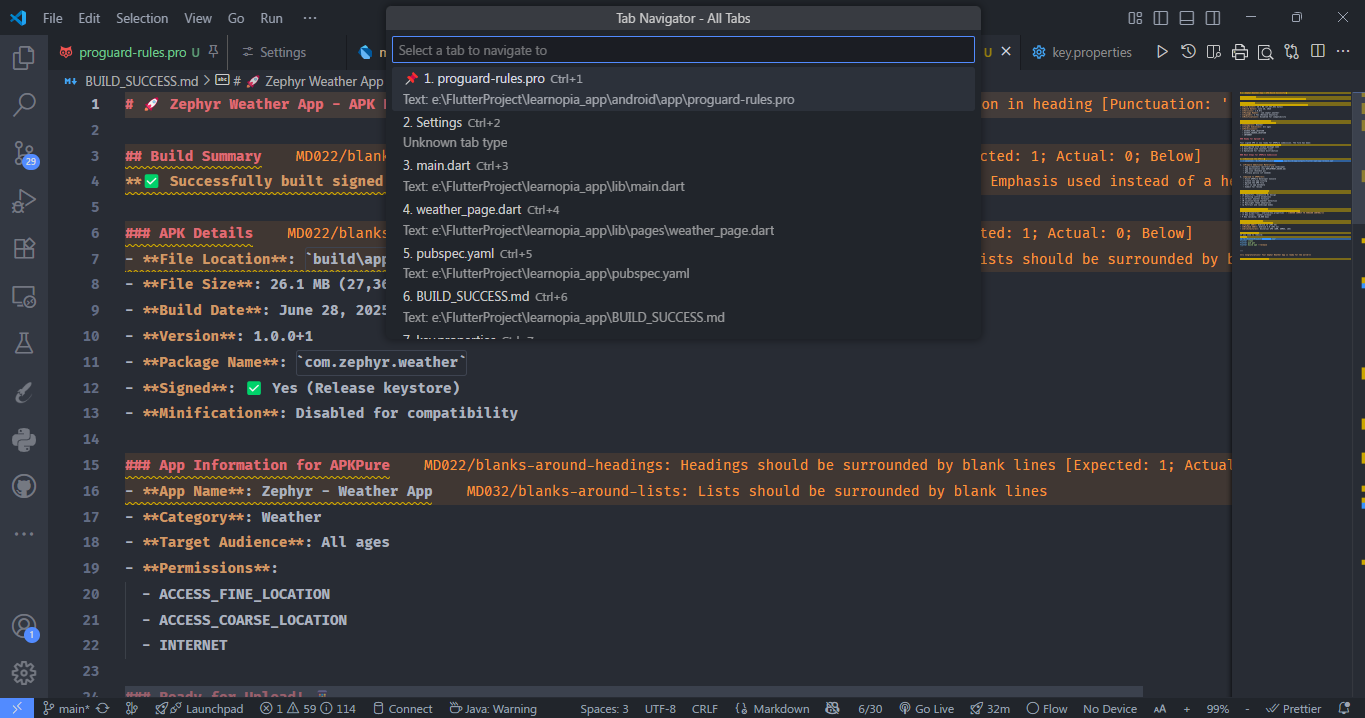 File Edit Selection View Go Run ···
Tab Navigator - All Tabs
proguard-rules.pro U
Settings
U
key.properties
Select a tab to navigate to
1. proguard-rules.pro Ctrl+1
Text: e:\FlutterProject\learnopia_app\android\app\proguard-rules.pro
2. Settings Ctrl+2
Unknown tab type
3. main.dart Ctrl+3
Text: e:\FlutterProject\learnopia_app\lib\main.dart
4. weather_page.dart Ctrl+4
Text: e:\FlutterProject\learnopia_app\lib\pages\weather_page.dart
5. pubspec.yaml Ctrl+5
Text: e:\FlutterProject\learnopia_app\pubspec.yaml
6. BUILD_SUCCESS.md Ctrl+6
Text: e:\FlutterProject\learnopia_app\BUILD_SUCCESS.md
7. key.properties Ctrl+7
BUILD_SUCCESS.md > # 🚀 Zephyr Weather App
1 # 🚀 Zephyr Weather App - APK on in heading [Punctuation: '
2
3 ## Build Summary MD022/blank cted: 1; Actual: 0; Below]
4 **✅ Successfully built signed Emphasis used instead of a he
5
6 ### APK Details MD022/blanks ted: 1; Actual: 0; Below]
7 - **File Location**: `build\app ists should be surrounded by b
8 - **File Size**: 26.1 MB (27,36
9 - **Build Date**: June 28, 2025
10 - **Version**: 1.0.0+1
11 - **Package Name**: `com.zephyr.weather`
12 - **Signed**: ✅ Yes (Release keystore)
13 - **Minification**: Disabled for compatibility
14
15 ### App Information for APKPure MD022/blanks-around-headings: Headings should be surrounded by blank lines [Expected: 1; Actual
16 - **App Name**: Zephyr - Weather App MD032/blanks-around-lists: Lists should be surrounded by blank lines
17 - **Category**: Weather
18 - **Target Audience**: All ages
19 - **Permissions**:
20 - ACCESS_FINE_LOCATION
21 - ACCESS_COARSE_LOCATION
22 - INTERNET
23
24 ### Ready for Upload!
29
1
main* Launchpad 1 59 114 Connect Java: Warning Spaces: 3 UTF-8 CRLF {} Markdown 6/30 Go Live 32m Flow No Device AA + 99% - Prettier